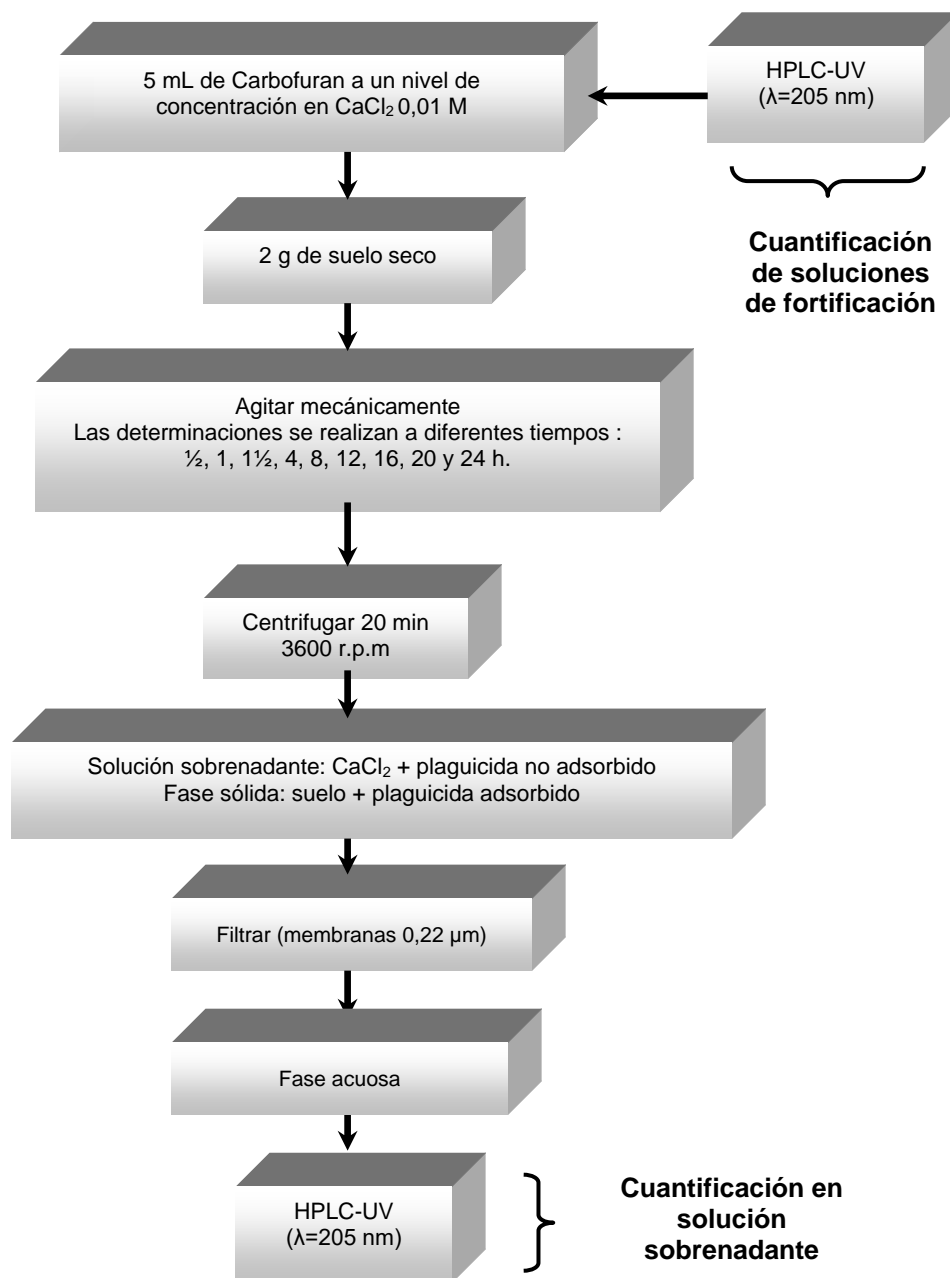 5 mL de Carbofuran a un nivel de
concentración en CaCl₂ 0,01 M
HPLC-UV
(λ=205 nm)
Cuantificación
de soluciones
de fortificación
2 g de suelo seco
Agitar mecánicamente
Las determinaciones se realizan a diferentes tiempos :
½, 1, 1½, 4, 8, 12, 16, 20 y 24 h.
Centrifugar 20 min
3600 r.p.m
Solución sobrenadante: CaCl₂ + plaguicida no adsorbido
Fase sólida: suelo + plaguicida adsorbido
Filtrar (membranas 0,22 µm)
Fase acuosa
HPLC-UV
(λ=205 nm)
Cuantificación en
solución
sobrenadante